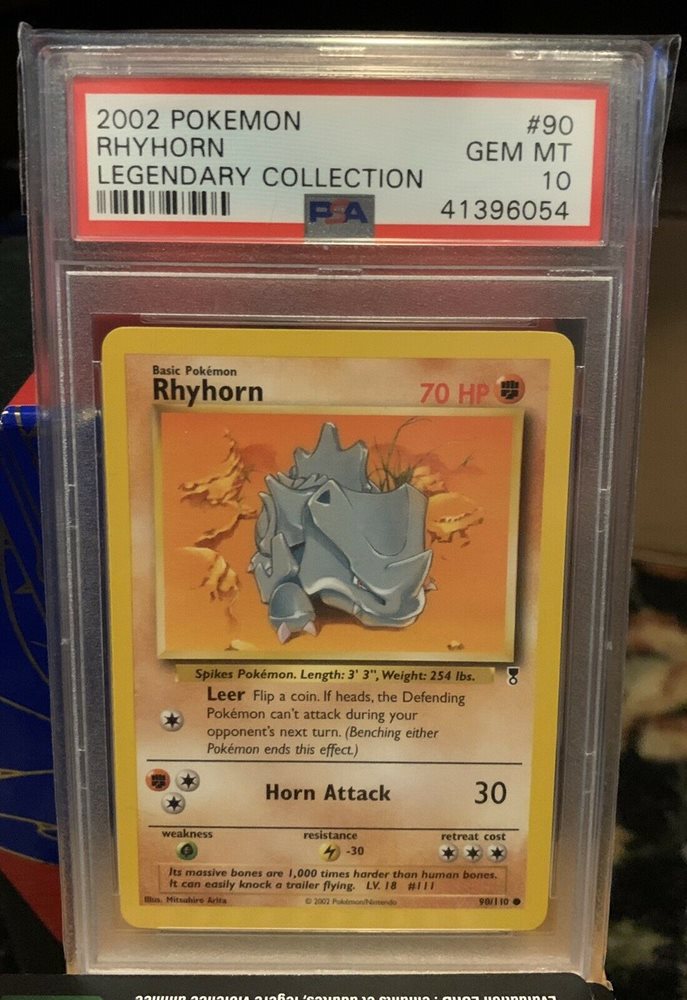 2002 POKEMON #90
RHYHORN GEM MT
LEGENDARY COLLECTION 10
PSA 41396054
Basic Pokémon
Rhyhorn 70 HP
Spikes Pokémon. Length: 3' 3", Weight: 254 lbs.
Leer Flip a coin. If heads, the Defending
Pokémon can't attack during your
opponent's next turn. (Benching either
Pokémon ends this effect.)
Horn Attack 30
weakness resistance retreat cost
-30
Its massive bones are 1,000 times harder than human bones.
It can easily knock a trailer flying. LV. 18 #111
Illus. Mitsuhiro Arita © 2002 Pokémon/Nintendo 90/110